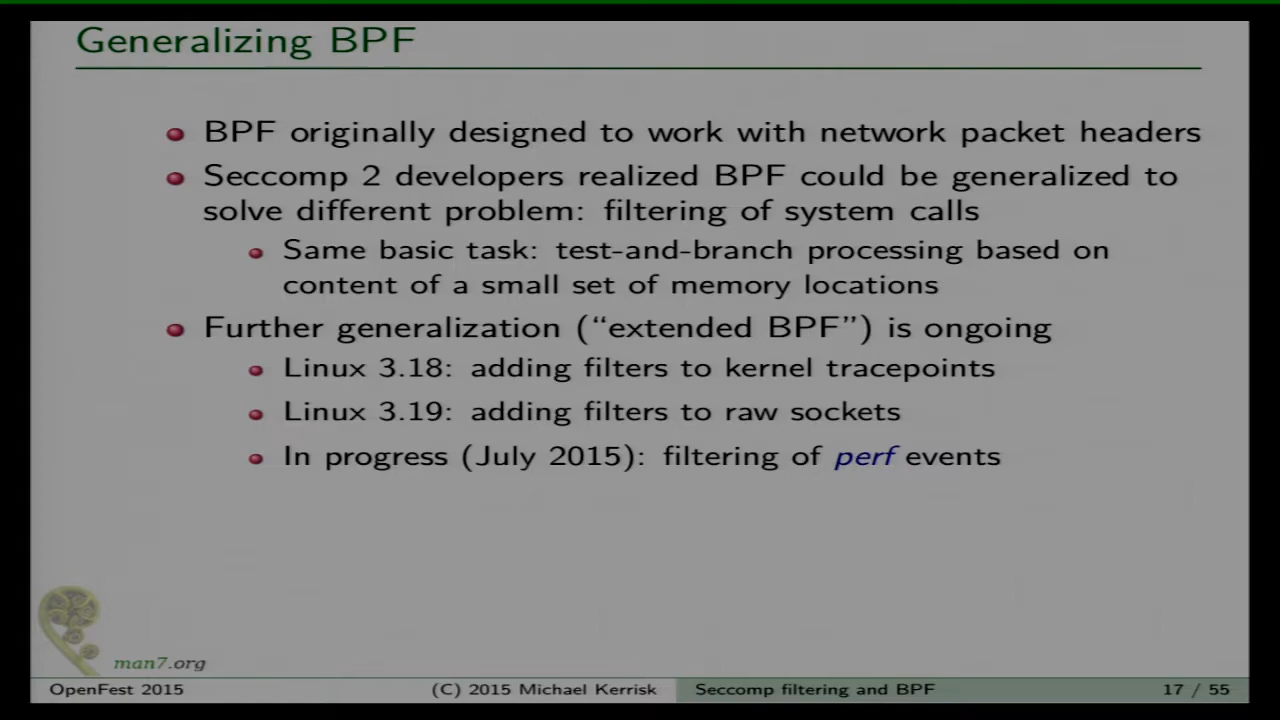 Generalizing BPF
BPF originally designed to work with network packet headers
Seccomp 2 developers realized BPF could be generalized to
solve different problem: filtering of system calls
Same basic task: test-and-branch processing based on
content of a small set of memory locations
Further generalization (“extended BPF”) is ongoing
Linux 3.18: adding filters to kernel tracepoints
Linux 3.19: adding filters to raw sockets
In progress (July 2015): filtering of perf events
man7.org
OpenFest 2015 (C) 2015 Michael Kerrisk Seccomp filtering and BPF 17 / 55